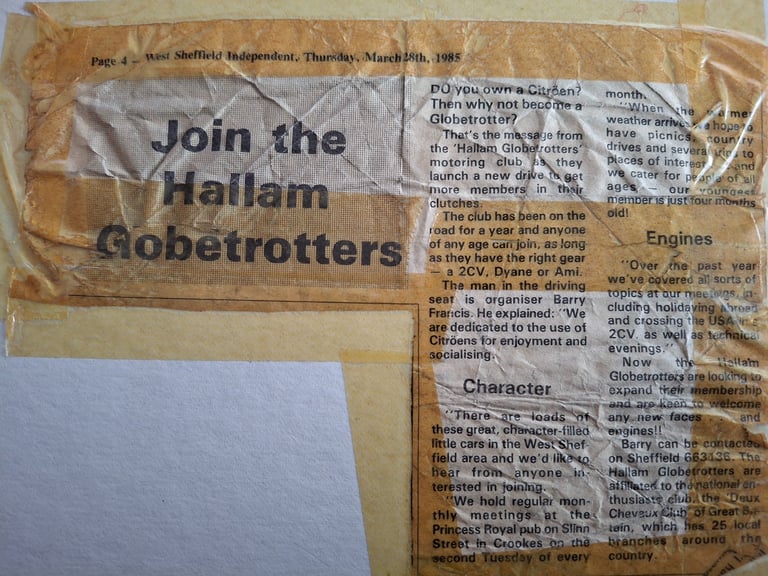 Page 4 — West Sheffield Independent, Thursday, March 28th, 1985
Join the
Hallam
Gobetrotters
DO you own a Citröen?
Then why not become a
Globetrotter?
That's the message from
the 'Hallam Globetrotters'
motoring club as they
launch a new drive to get
more members in their
clutches.
The club has been on the
road for a year and anyone
of any age can join, as long
as they have the right gear
— a 2CV, Dyane or Ami.
The man in the driving
seat is organiser Barry
Francis. He explained: "We
are dedicated to the use of
Citröens for enjoyment and
socialising.
Character
"There are loads of
these great, character-filled
little cars in the West Shef-
field area and we'd like to
hear from anyone in-
terested in joining.
"We hold regular mon-
thly meetings at the
Princess Royal pub on Slinn
Street in Crookes on the
second Tuesday of every
month.
"When the warmer
weather arrives we hope to
have picnics, country
drives and several trips to
places of interest and
we cater for people of all
ages, our youngest
member is just four months
old!
Engines
"Over the past year
we've covered all sorts of
topics at our meetings, in-
cluding holidaying abroad
and crossing the USA in a
2CV. as well as technical
evenings."
Now the Hallam
Globetrotters are looking to
expand their membership
and are keen to welcome
any new faces and
engines!!
Barry can be contacted
on Sheffield 663136. The
Hallam Globetrotters are
affiliated to the national en-
thusiasts club, the 'Deux
Chevaux Club' of Great Bri-
tain, which has 25 local
branches around the
country.